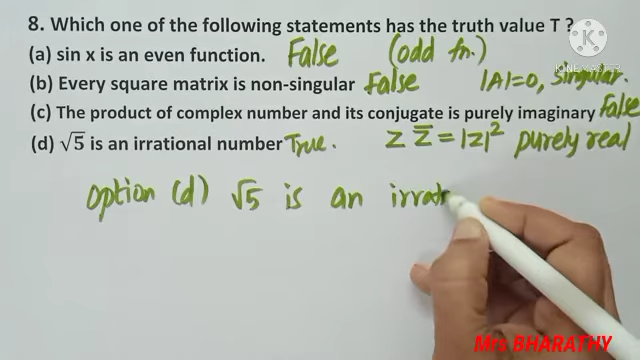 8. Which one of the following statements has the truth value T ?
(a) sin x is an even function. False (odd fn.)
(b) Every square matrix is non-singular False |A|=0, Singular.
(c) The product of complex number and its conjugate is purely imaginary False
(d) √5 is an irrational number True. z z̅ = |z|² purely real
option (d) √5 is an irrat
KINEMASTER
Mrs BHARATHY